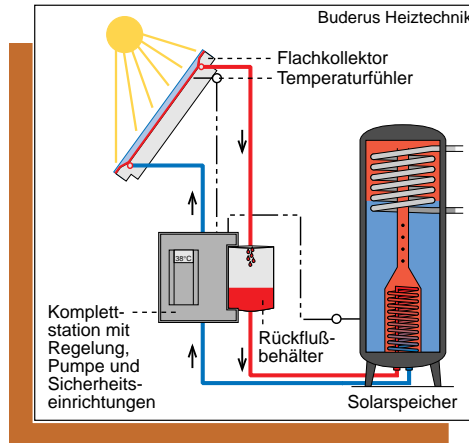 Buderus Heiztechnik
Flachkollektor
Temperaturfühler
38°C
Komplett-
station mit
Regelung,
Pumpe und
Sicherheits-
einrichtungen
Rückfluß-
behälter
Solarspeicher